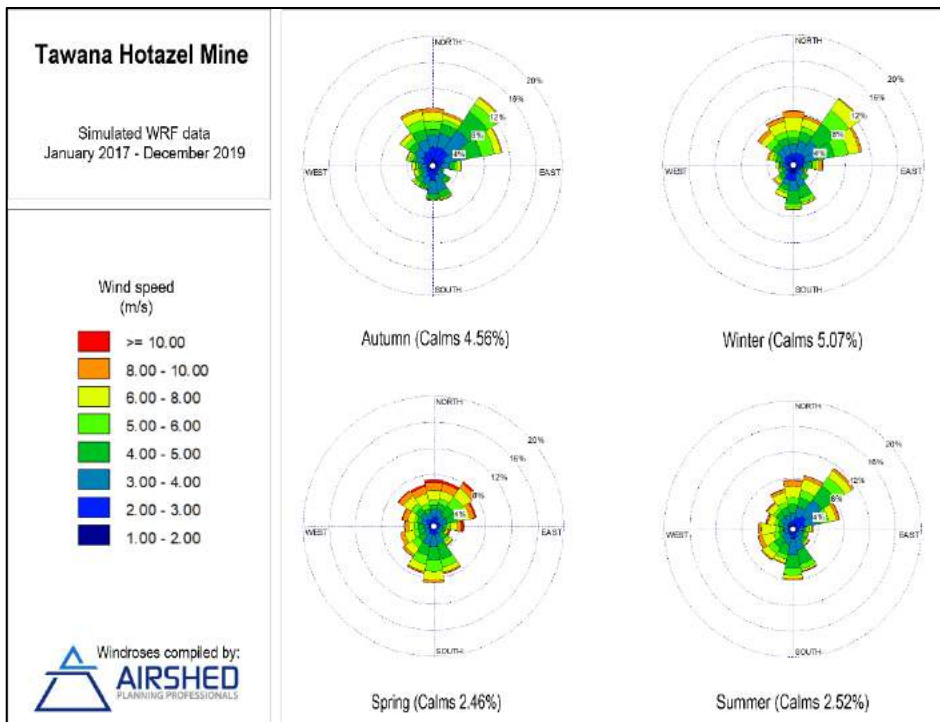 Tawana Hotazel Mine
Simulated WRF data
January 2017 - December 2019
Wind speed
(m/s)
>= 10.00
8.00 - 10.00
6.00 - 8.00
5.00 - 6.00
4.00 - 5.00
3.00 - 4.00
2.00 - 3.00
1.00 - 2.00
Windroses compiled by:
AIRSHED
PLANNING PROFESSIONALS
NORTH
20%
16%
12%
8%
4%
WEST
EAST
SOUTH
Autumn (Calms 4.56%)
NORTH
20%
16%
12%
8%
4%
WEST
EAST
SOUTH
Winter (Calms 5.07%)
NORTH
20%
16%
12%
8%
4%
WEST
EAST
SOUTH
Spring (Calms 2.46%)
NORTH
20%
16%
12%
8%
4%
WEST
EAST
SOUTH
Summer (Calms 2.52%)